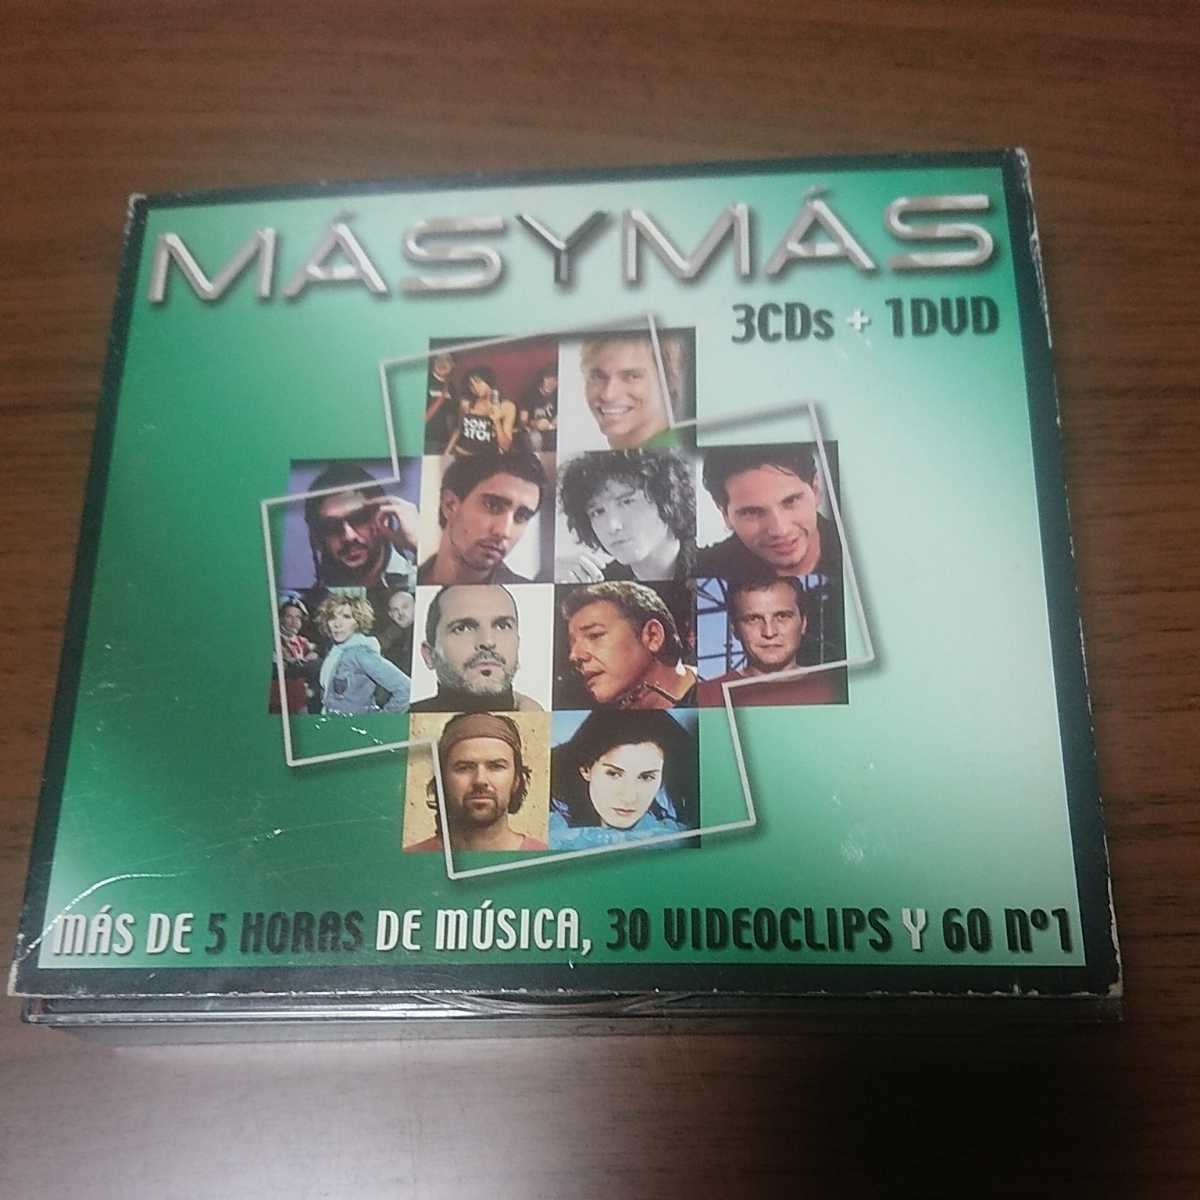 MÁSYMÁS
3CDs + 1DVD
MÁS DE 5 HORAS DE MÚSICA, 30 VIDEOCLIPS Y 60 Nº1